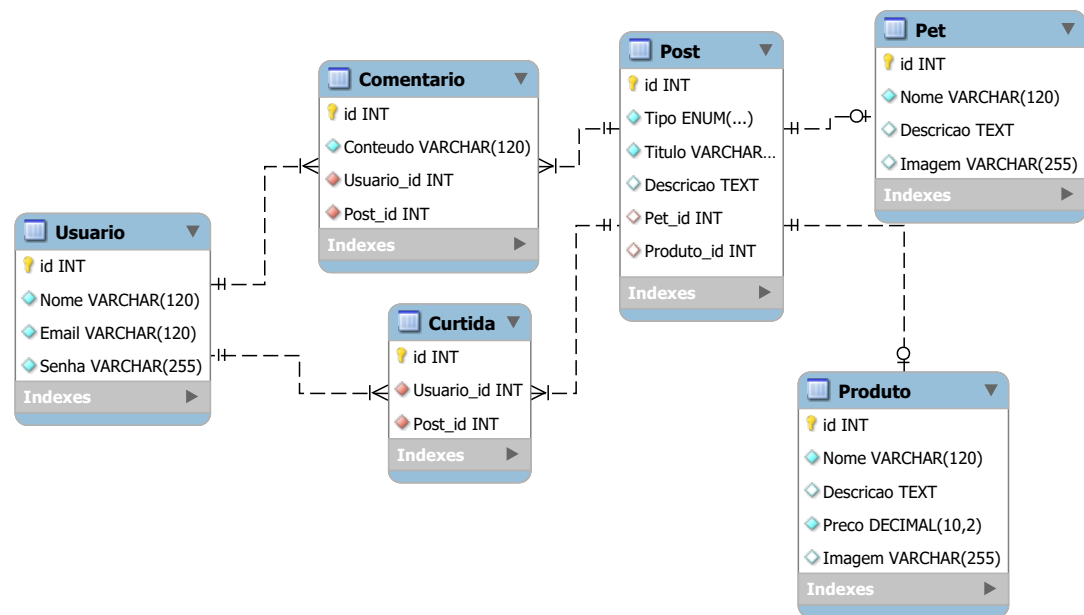 Usuario
id INT
Nome VARCHAR(120)
Email VARCHAR(120)
Senha VARCHAR(255)
Indexes
Comentario
id INT
Conteudo VARCHAR(120)
Usuario_id INT
Post_id INT
Indexes
Curtida
id INT
Usuario_id INT
Post_id INT
Indexes
Post
id INT
Tipo ENUM(...)
Titulo VARCHAR...
Descricao TEXT
Pet_id INT
Produto_id INT
Indexes
Pet
id INT
Nome VARCHAR(120)
Descricao TEXT
Imagem VARCHAR(255)
Indexes
Produto
id INT
Nome VARCHAR(120)
Descricao TEXT
Preco DECIMAL(10,2)
Imagem VARCHAR(255)
Indexes